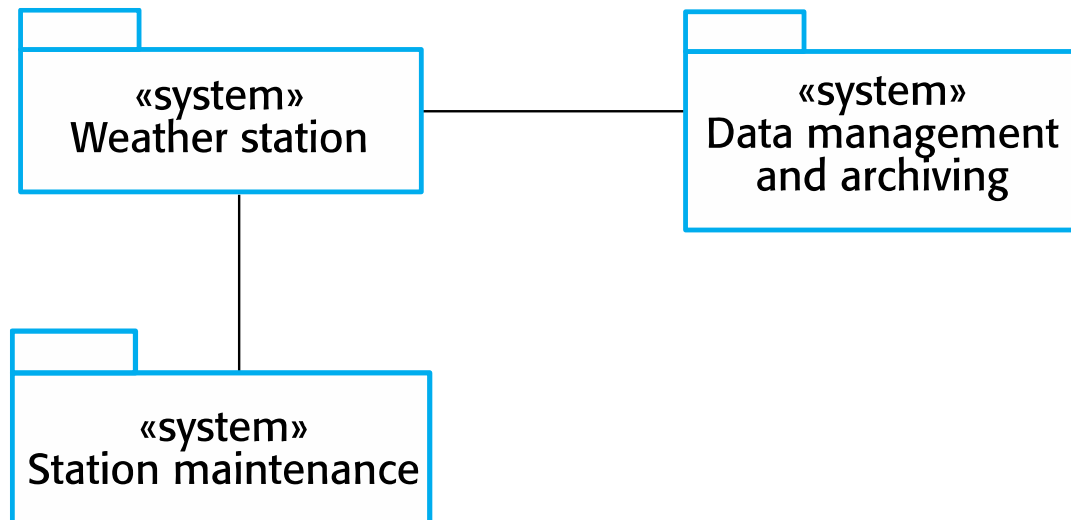 «system»
Weather station
«system»
Data management
and archiving
«system»
Station maintenance